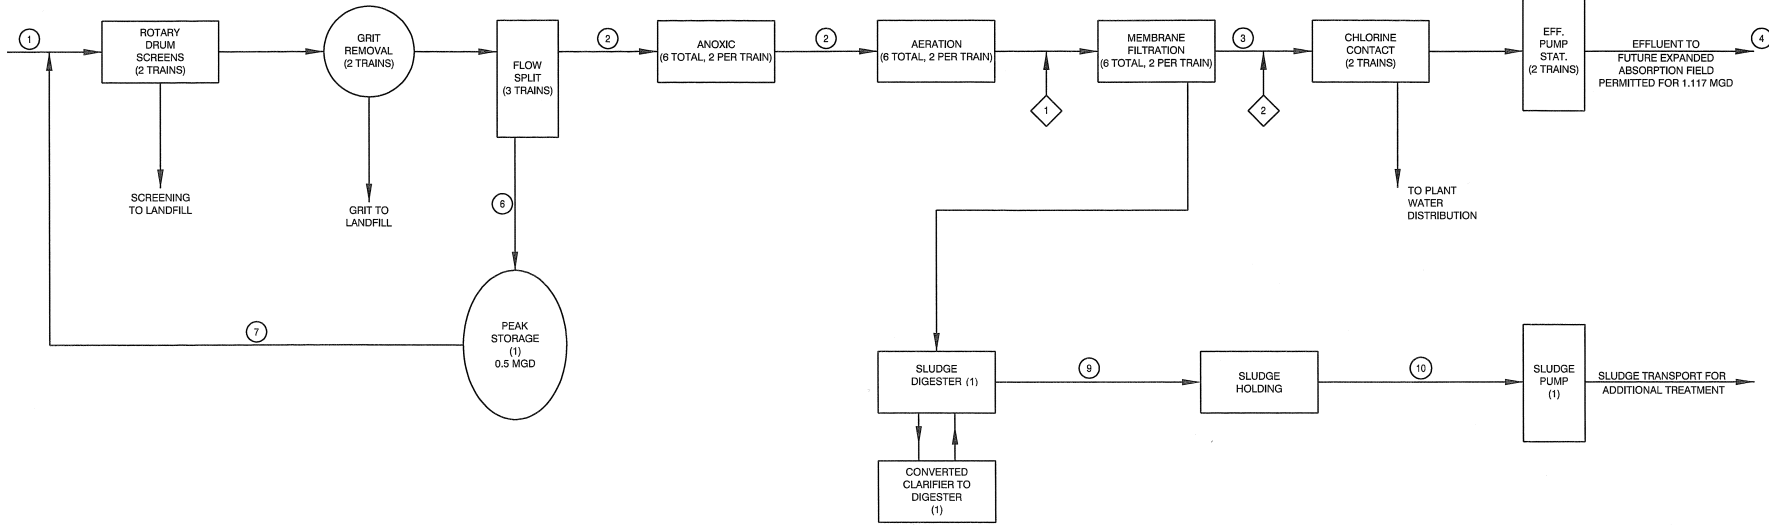 1
ROTARY
DRUM
SCREENS
(2 TRAINS)
GRIT
REMOVAL
(2 TRAINS)
FLOW
SPLIT
(3 TRAINS)
2
ANOXIC
(6 TOTAL, 2 PER TRAIN)
2
AERATION
(6 TOTAL, 2 PER TRAIN)
1
MEMBRANE
FILTRATION
(6 TOTAL, 2 PER TRAIN)
3
2
CHLORINE
CONTACT
(2 TRAINS)
EFF.
PUMP
STAT.
(2 TRAINS)
4
EFFLUENT TO
FUTURE EXPANDED
ABSORPTION FIELD
PERMITTED FOR 1.117 MGD
SCREENING
TO LANDFILL
GRIT TO
LANDFILL
6
TO PLANT
WATER
DISTRIBUTION
7
PEAK
STORAGE
(1)
0.5 MGD
SLUDGE
DIGESTER (1)
9
SLUDGE
HOLDING
10
SLUDGE
PUMP
(1)
SLUDGE TRANSPORT FOR
ADDITIONAL TREATMENT
CONVERTED
CLARIFIER TO
DIGESTER
(1)